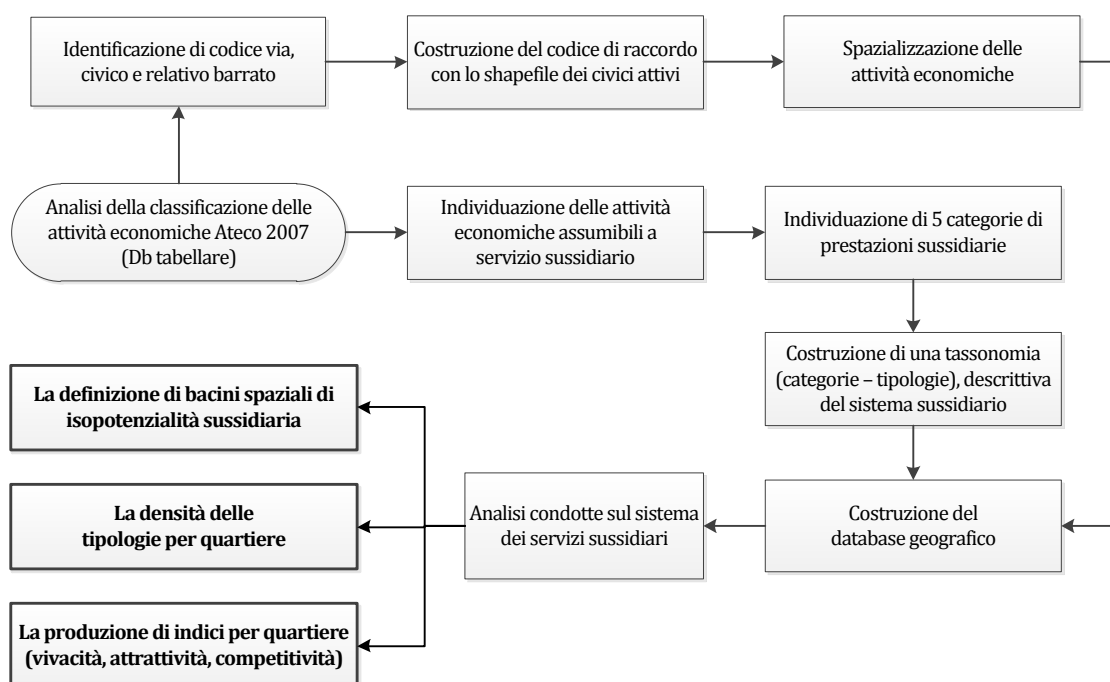 Identificazione di codice via,
civico e relativo barrato
Costruzione del codice di raccordo
con lo shapefile dei civici attivi
Spazializzazione delle
attività economiche
Analisi della classificazione delle
attività economiche Ateco 2007
(Db tabellare)
Individuazione delle attività
economiche assumibili a
servizio sussidiario
Individuazione di 5 categorie di
prestazioni sussidiarie
Costruzione di una tassonomia
(categorie – tipologie), descrittiva
del sistema sussidiario
La definizione di bacini spaziali di
isopotenzialità sussidiaria
La densità delle
tipologie per quartiere
Analisi condotte sul sistema
dei servizi sussidiari
Costruzione del
database geografico
La produzione di indici per quartiere
(vivacità, attrattività, competitività)